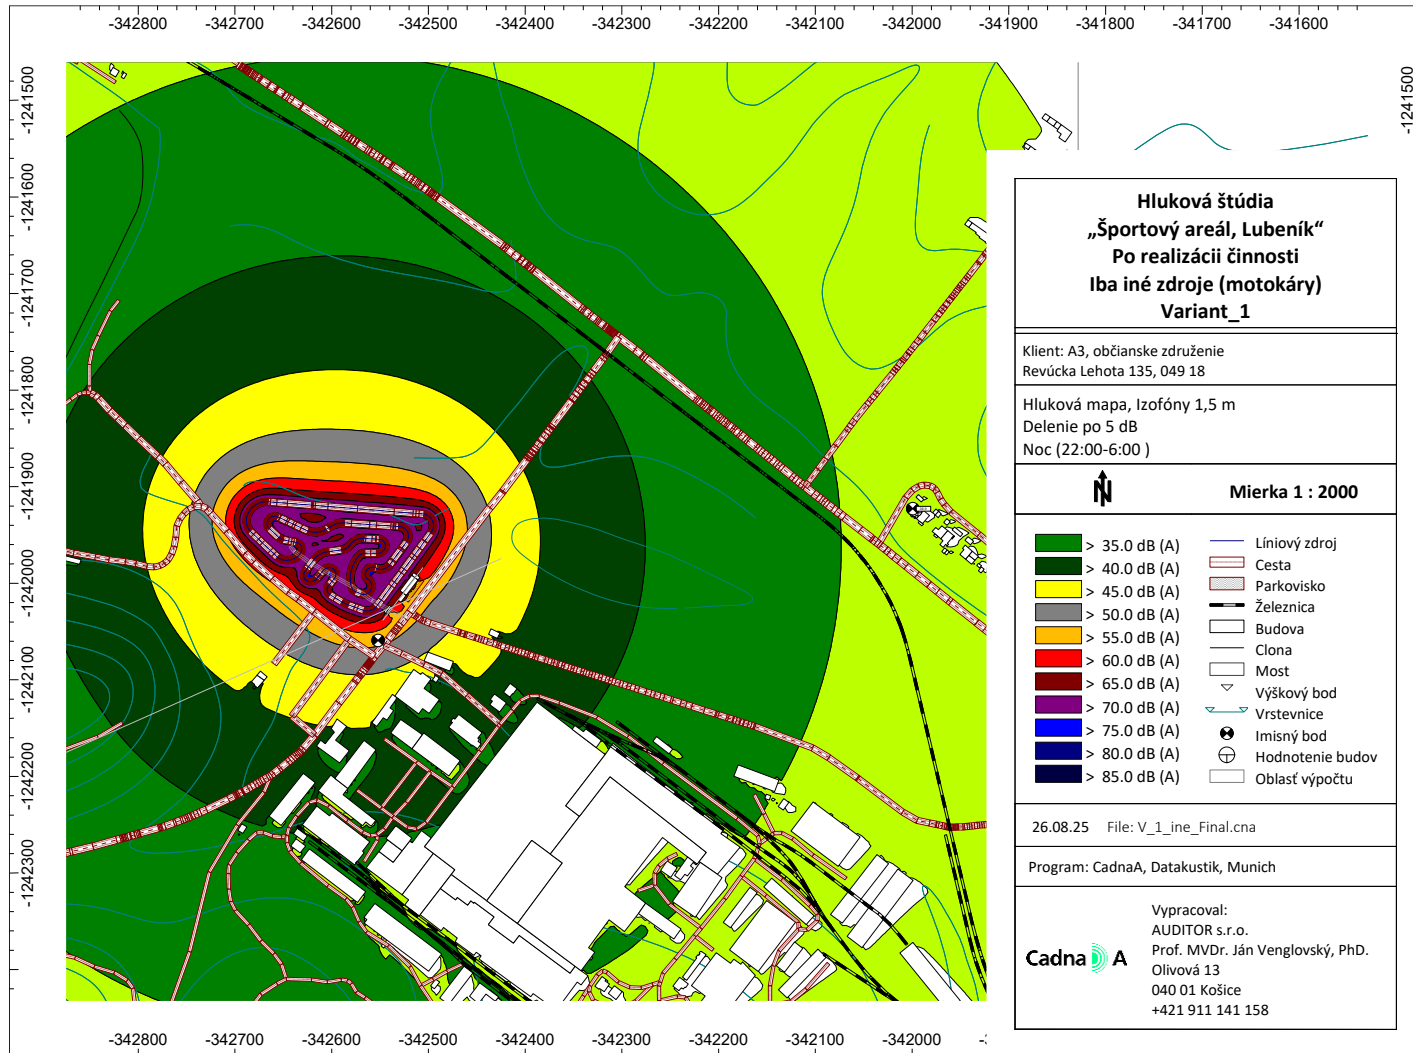 -342800 -342700 -342600 -342500 -342400 -342300 -342200 -342100 -342000 -341900 -341800 -341700 -341600
-1241500
-1241600
-1241700
-1241800
-1241900
-1242000
-1242100
-1242200
-1242300
-1241500
Hluková štúdia
„Športový areál, Lubeník“
Po realizácii činnosti
Iba iné zdroje (motokáry)
Variant_1
Klient: A3, občianske združenie
Revúcka Lehota 135, 049 18
Hluková mapa, Izofóny 1,5 m
Delenie po 5 dB
Noc (22:00-6:00 )
N
Mierka 1 : 2000
> 35.0 dB (A)
> 40.0 dB (A)
> 45.0 dB (A)
> 50.0 dB (A)
> 55.0 dB (A)
> 60.0 dB (A)
> 65.0 dB (A)
> 70.0 dB (A)
> 75.0 dB (A)
> 80.0 dB (A)
> 85.0 dB (A)
Líniový zdroj
Cesta
Parkovisko
Železnica
Budova
Clona
Most
Výškový bod
Vrstevnice
Imisný bod
Hodnotenie budov
Oblasť výpočtu
26.08.25 File: V_1_ine_Final.cna
Program: CadnaA, Datakustik, Munich
Cadna A
Vypracoval:
AUDITOR s.r.o.
Prof. MVDr. Ján Venglovský, PhD.
Olivová 13
040 01 Košice
+421 911 141 158
-342800 -342700 -342600 -342500 -342400 -342300 -342200 -342100 -342000